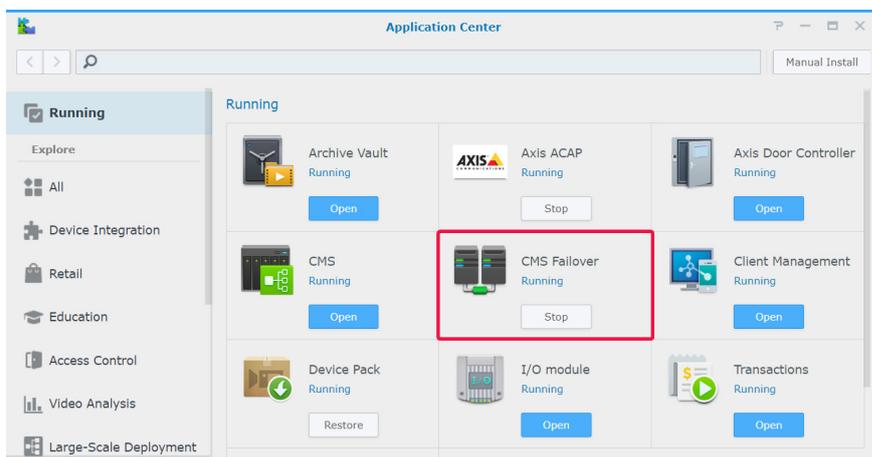 Application Center
Manual Install
Running
Explore
All
Device Integration
Retail
Education
Access Control
Video Analysis
Large-Scale Deployment
Running
Archive Vault
Running
Open
AXIS
COMMUNICATIONS
Axis ACAP
Running
Stop
Axis Door Controller
Running
Open
CMS
Running
Open
CMS Failover
Running
Stop
Client Management
Running
Open
Device Pack
Running
Restore
I/O
I/O module
Running
Open
$
Transactions
Running
Open